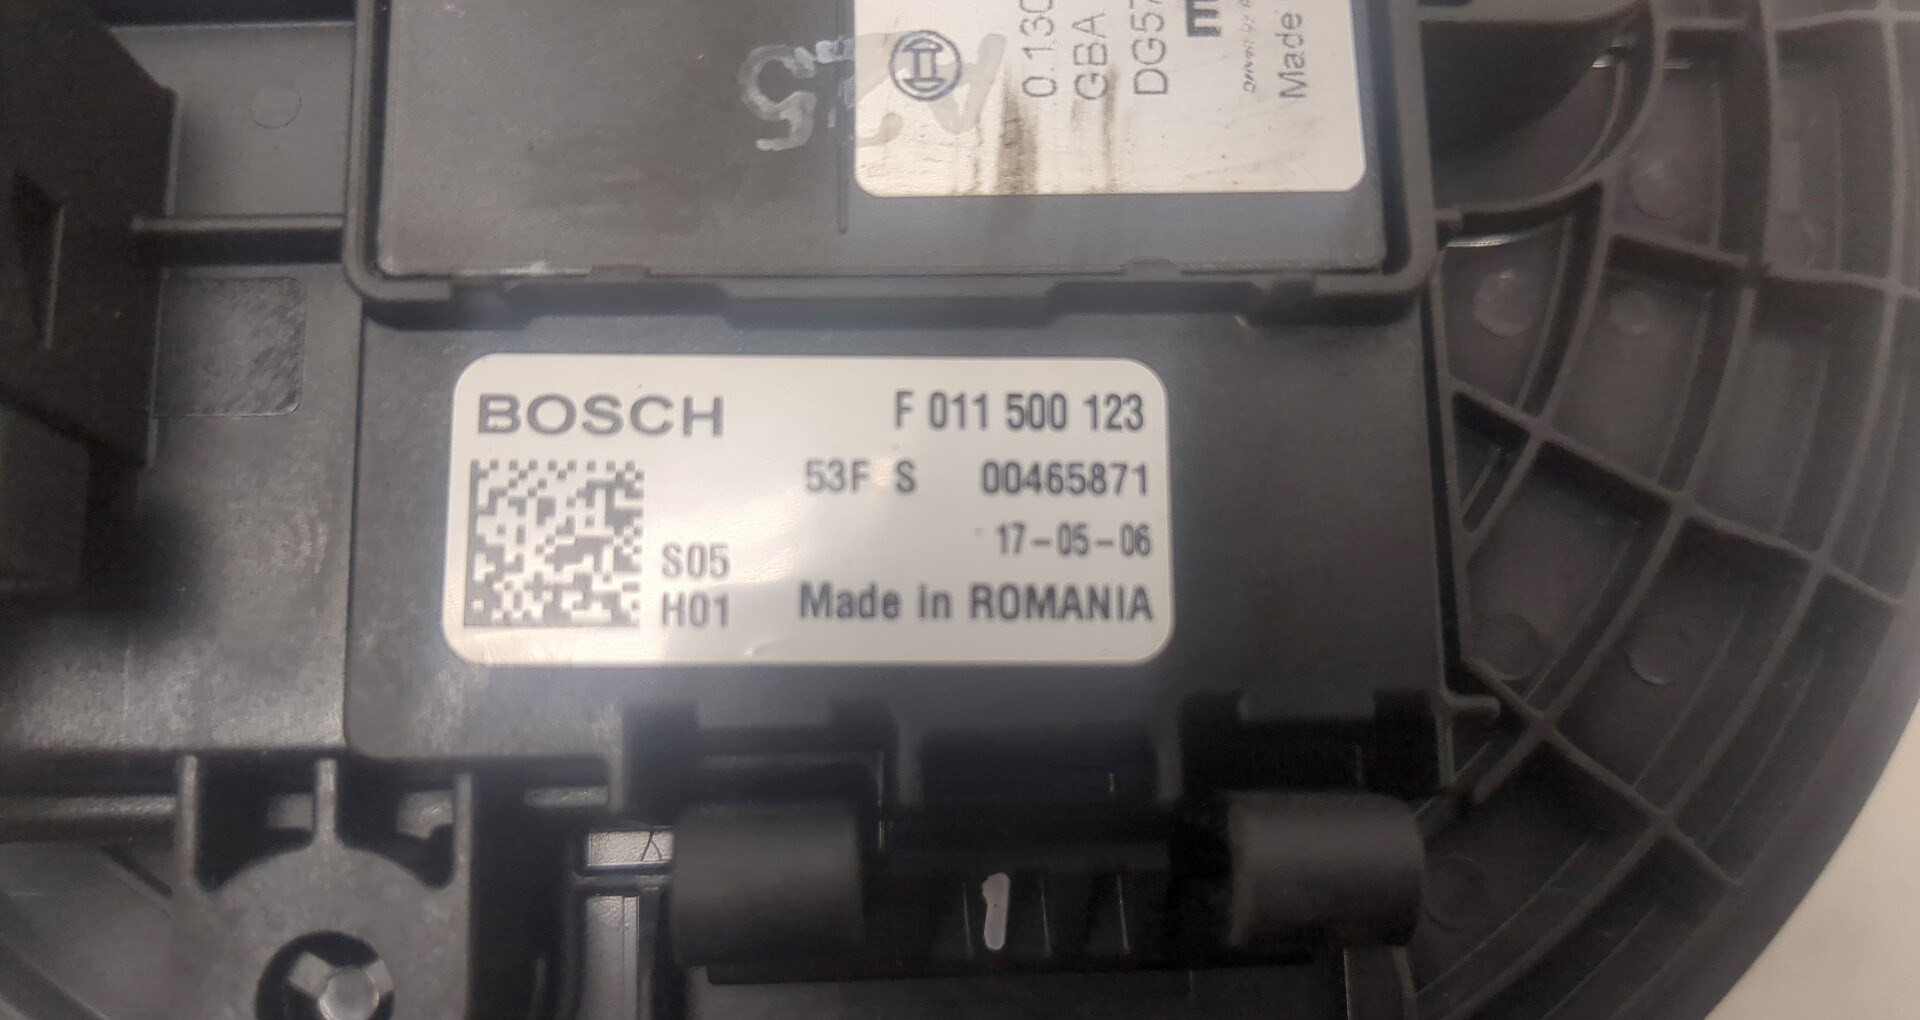 0 130
GBA
DG57
Made
A25
BOSCH F 011 500 123
53F S 00465871
17-05-06
S05
H01 Made in ROMANIA